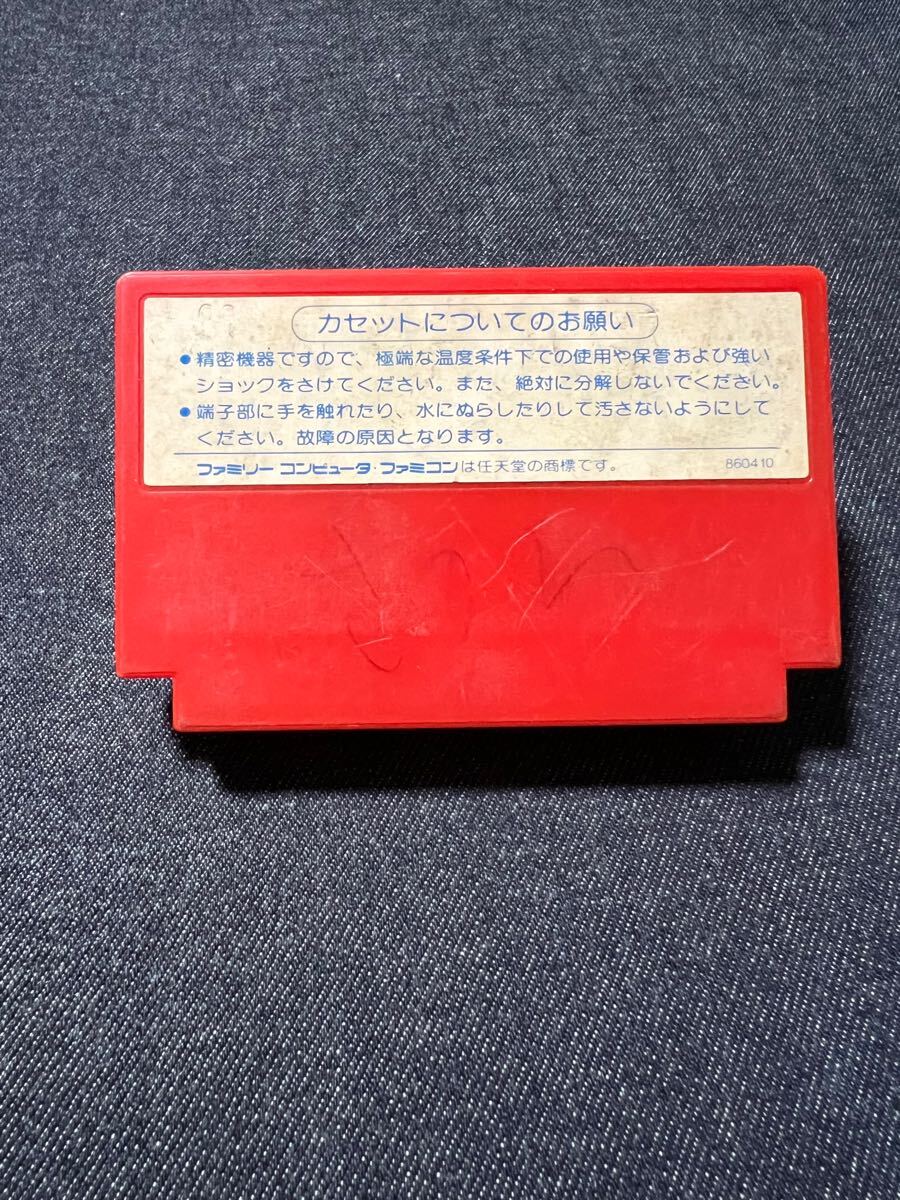 カセットについてのお願い
●精密機器ですので、極端な温度条件下での使用や保管および強い
ショックをさけてください。また、絶対に分解しないでください。
●端子部に手を触れたり、水にぬらしたりして汚さないようにして
ください。故障の原因となります。
ファミリー コンピュータ・ファミコンは任天堂の商標です。 860410